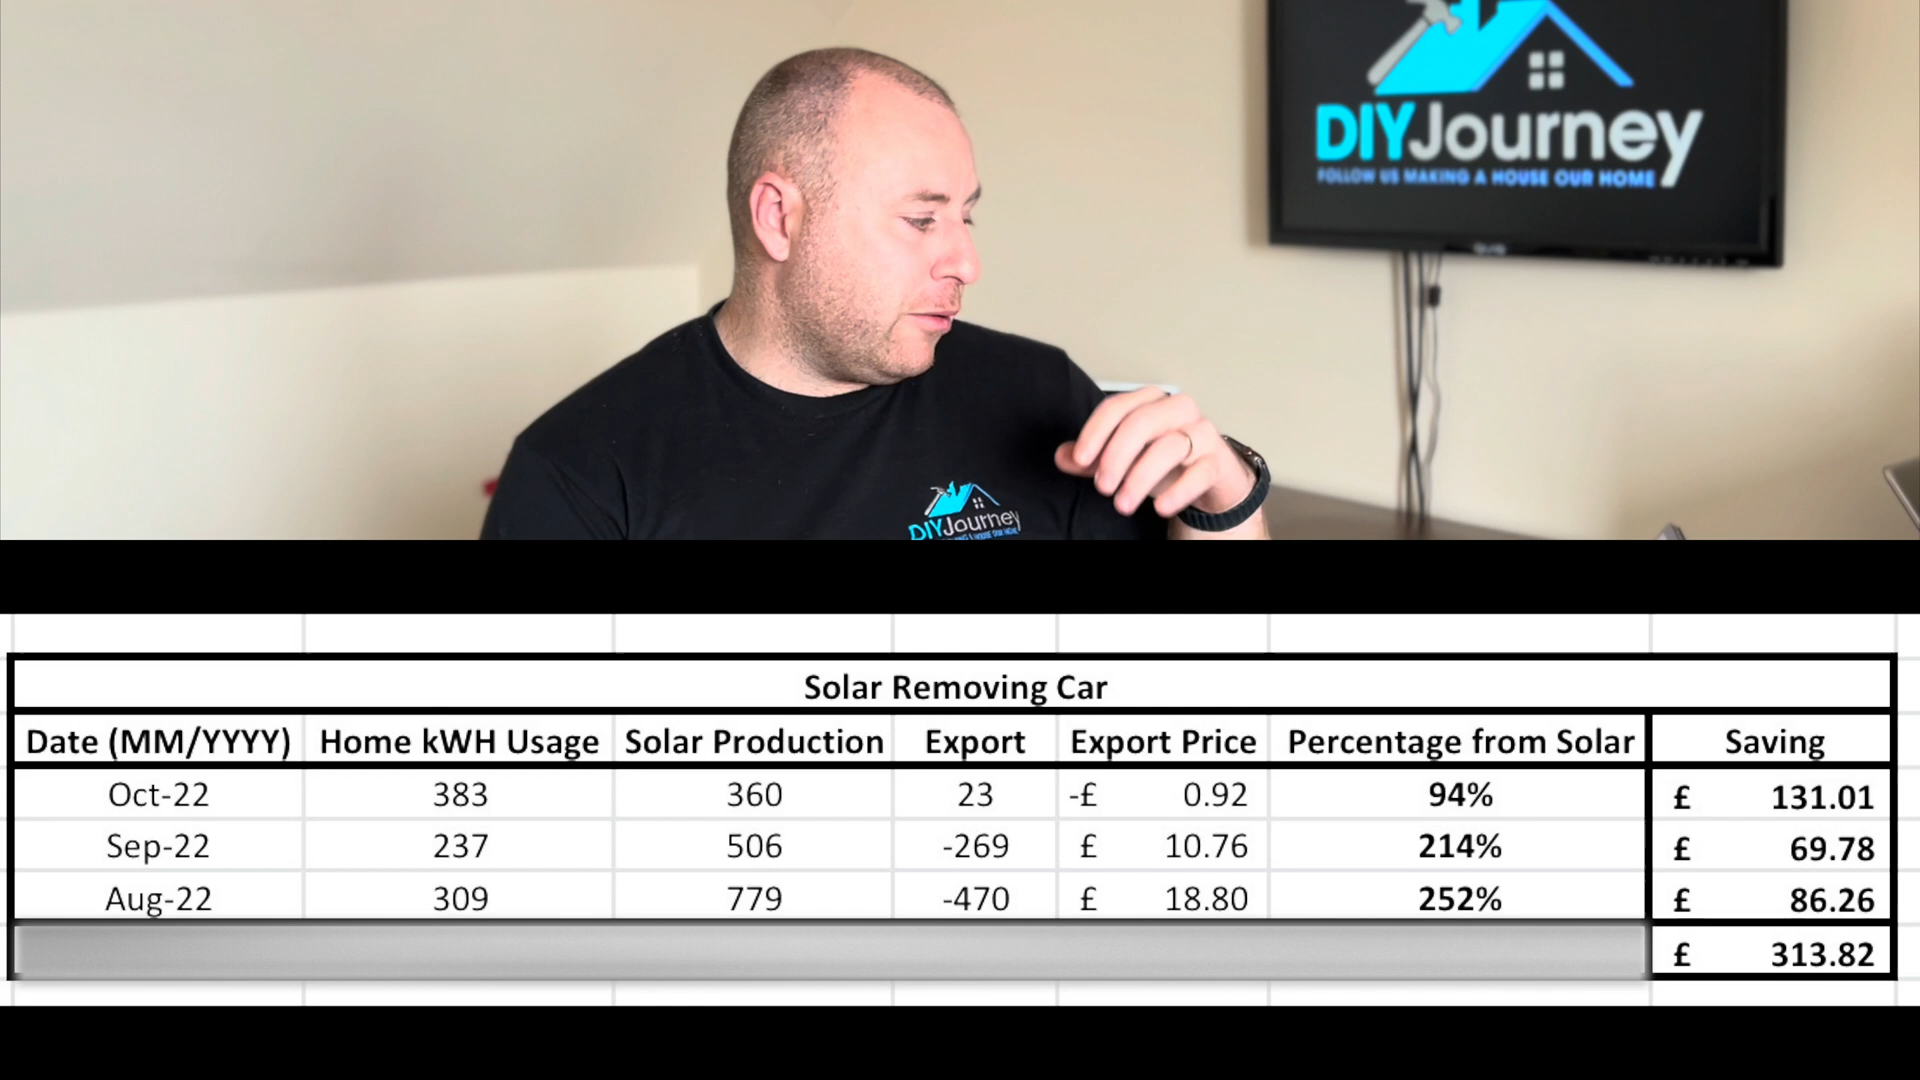 DIYJourney
FOLLOW US MAKING A HOUSE OUR HOME
DIYJourney
Solar Removing Car
Date (MM/YYYY) Home kWH Usage Solar Production Export Export Price Percentage from Solar Saving
Oct-22 383 360 23 -£ 0.92 94% £ 131.01
Sep-22 237 506 -269 £ 10.76 214% £ 69.78
Aug-22 309 779 -470 £ 18.80 252% £ 86.26
£ 313.82